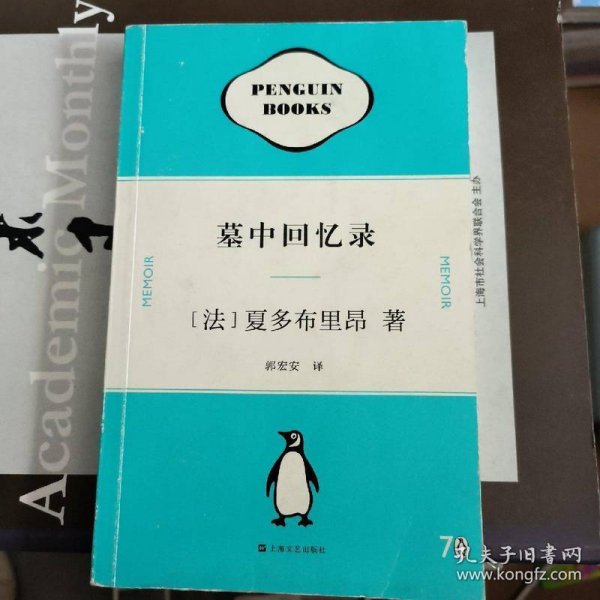 PENGUIN
BOOKS
墓中回忆录
MEMOIR
MEMOIR
[法]夏多布里昂 著
郭宏安 译
上海文艺出版社
Academic Monthly
上海市社会科学界联合会 主办
孔夫子旧书网
www.kongfz.com